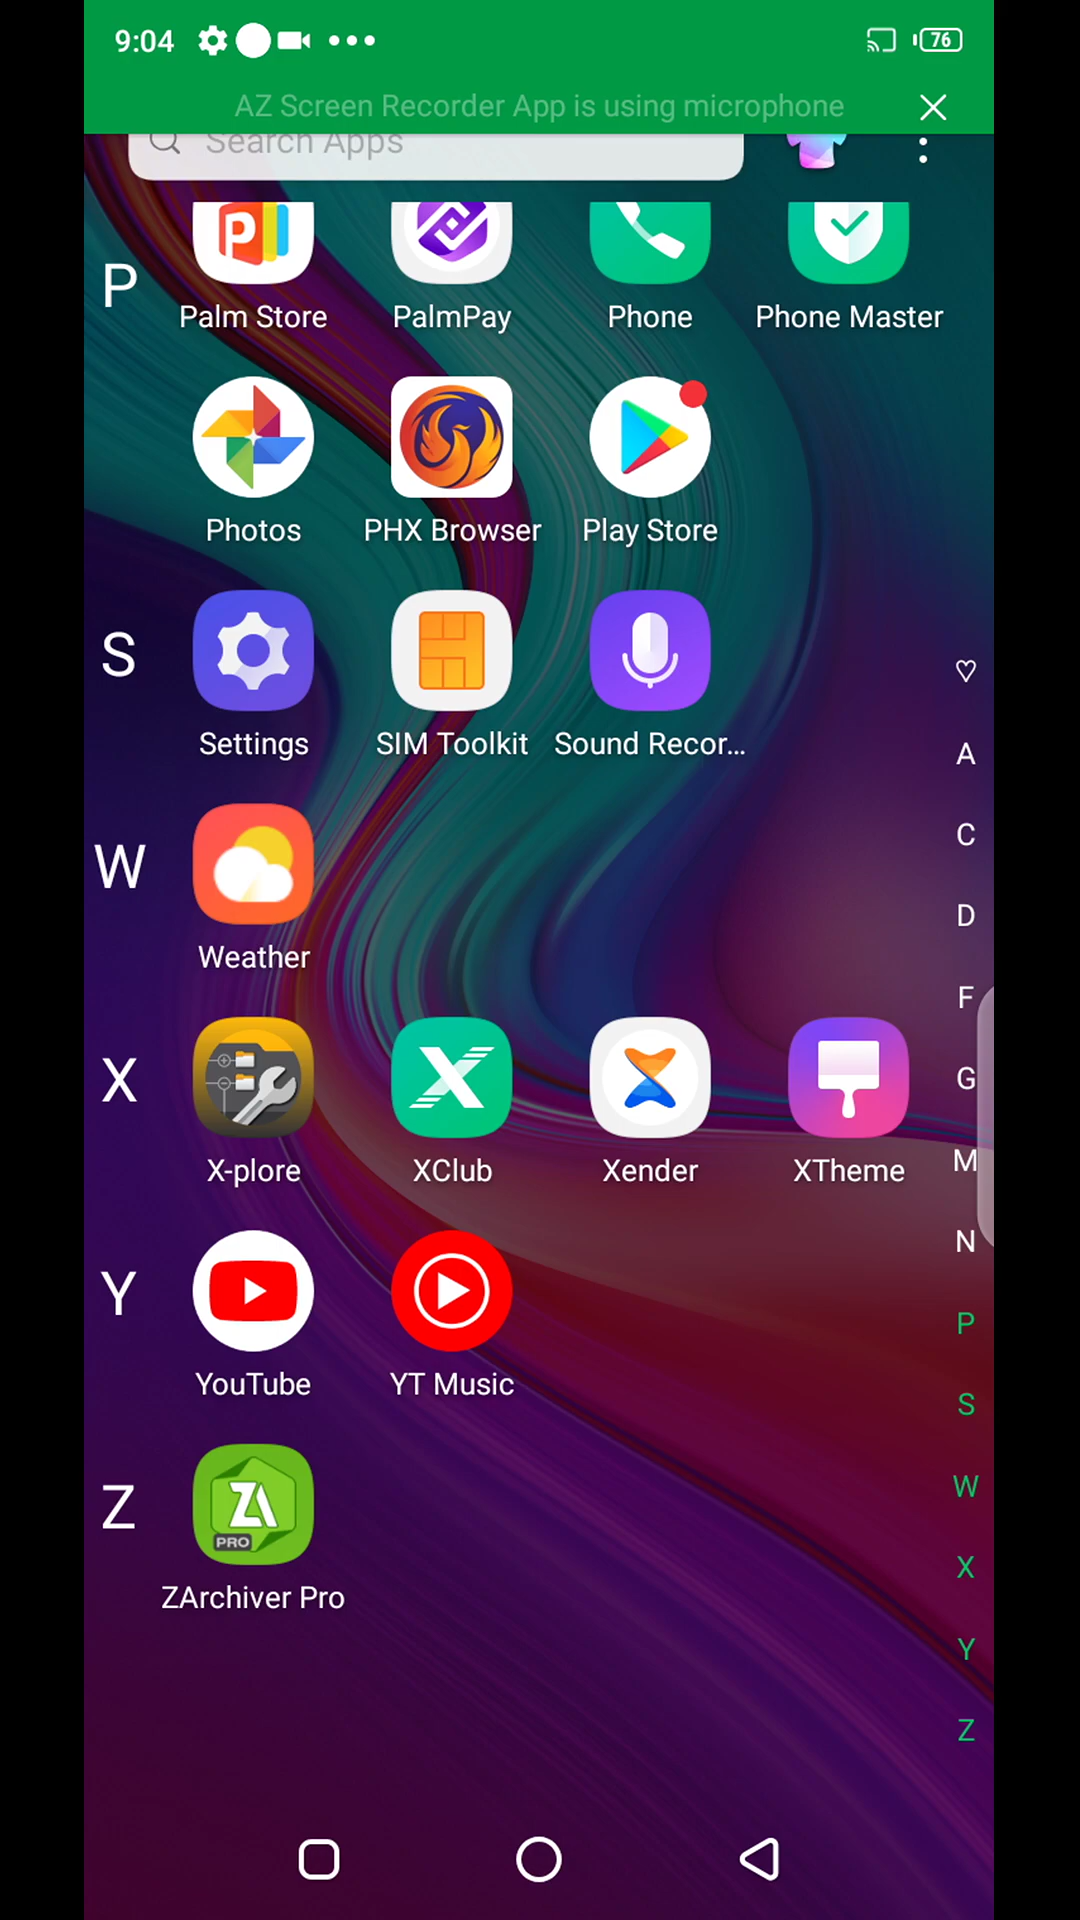 9:04
76
AZ Screen Recorder App is using microphone
Search Apps
P
Palm Store
PalmPay
Phone
Phone Master
Photos
PHX Browser
Play Store
S
Settings
SIM Toolkit
Sound Recor...
W
Weather
X
X-plore
XClub
Xender
XTheme
Y
YouTube
YT Music
Z
ZA
PRO
ZArchiver Pro
A
C
D
F
G
M
N
P
S
W
X
Y
Z